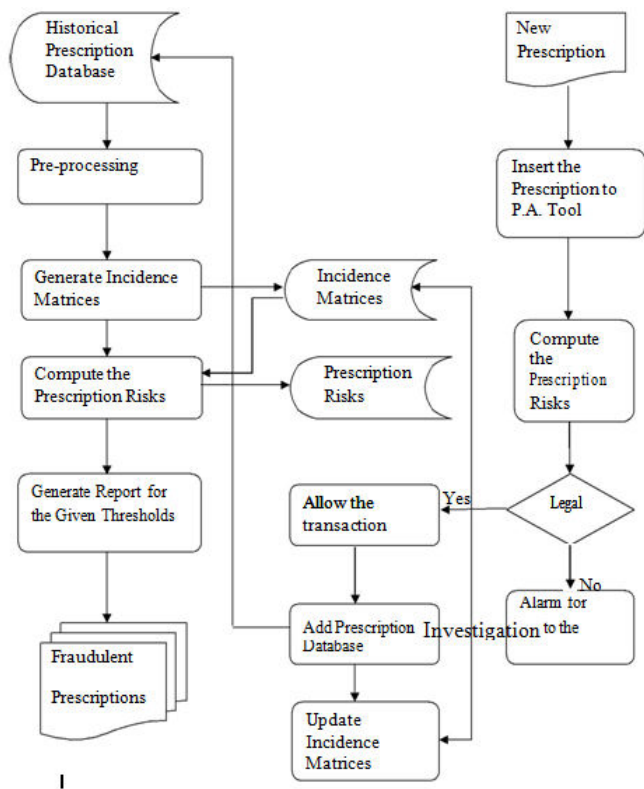 Historical
Prescription
Database
Pre-processing
Generate Incidence
Matrices
Incidence
Matrices
Compute the
Prescription Risks
Prescription
Risks
Generate Report for
the Given Thresholds
Fraudulent
Prescriptions
New
Prescription
Insert the
Prescription to
P.A. Tool
Compute
the
Prescription
Risks
Legal
Yes
No
Allow the
transaction
Alarm for
Add Prescription Investigation to the
Database
Update
Incidence
Matrices
I